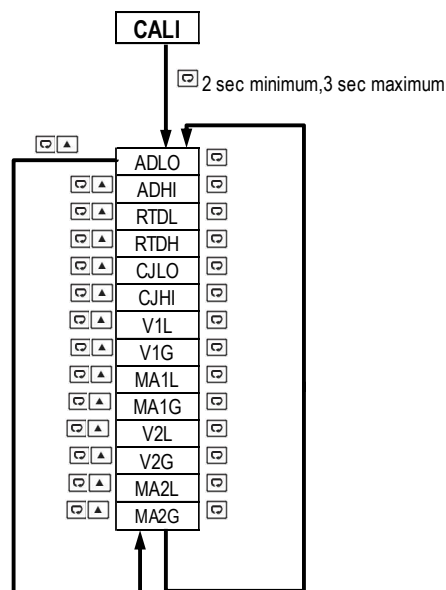 CALI
2 sec minimum,3 sec maximum
ADLO
ADHI
RTDL
RTDH
CJLO
CJHI
V1L
V1G
MA1L
MA1G
V2L
V2G
MA2L
MA2G